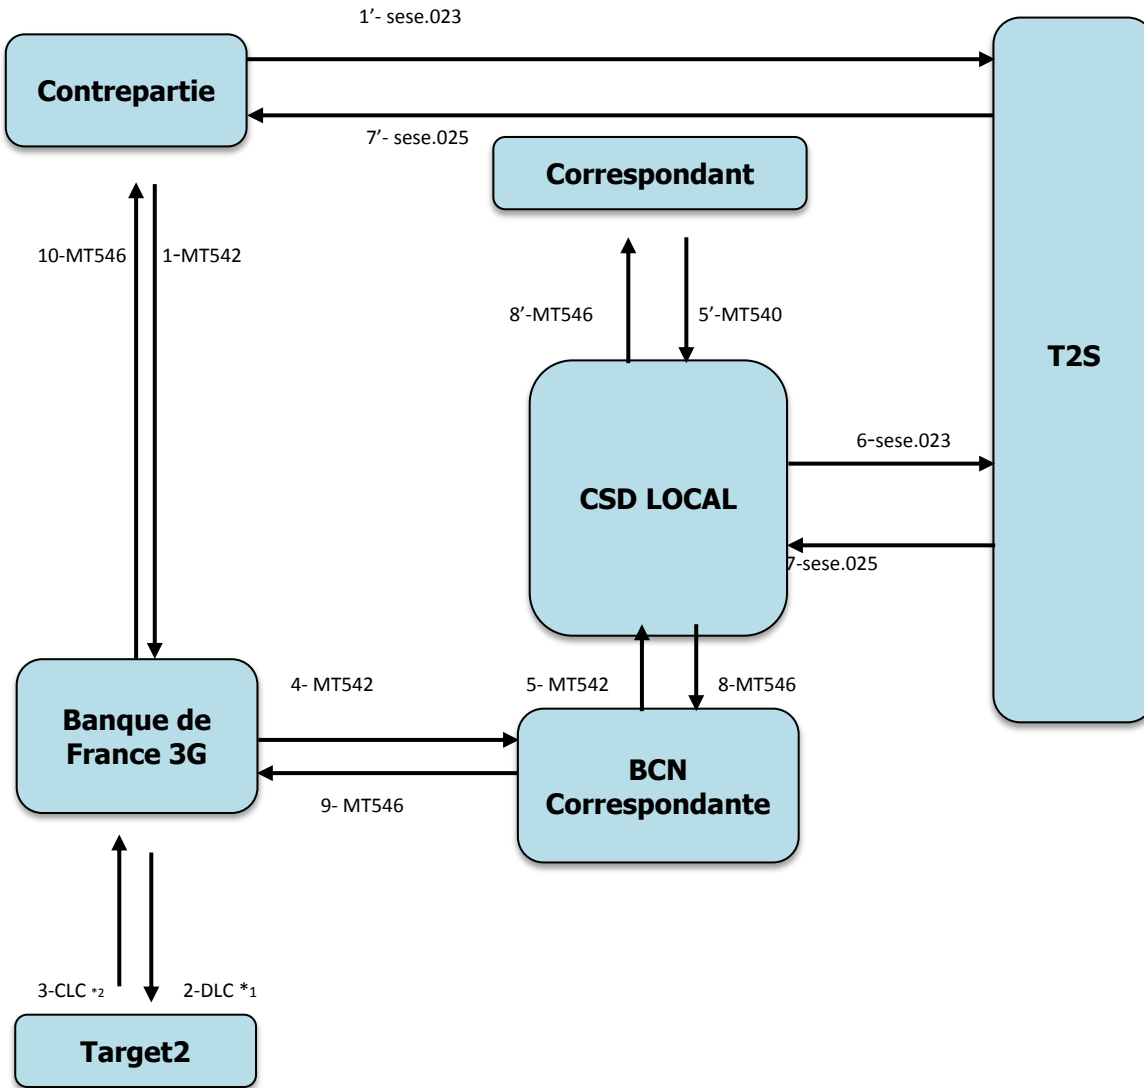 1’- sese.023
Contrepartie
7’- sese.025
Correspondant
10-MT546
1-MT542
8’-MT546
5’-MT540
T2S
6-sese.023
CSD LOCAL
7-sese.025
4- MT542
5- MT542
8-MT546
Banque de
France 3G
BCN
Correspondante
9- MT546
3-CLC *2
2-DLC *1
Target2